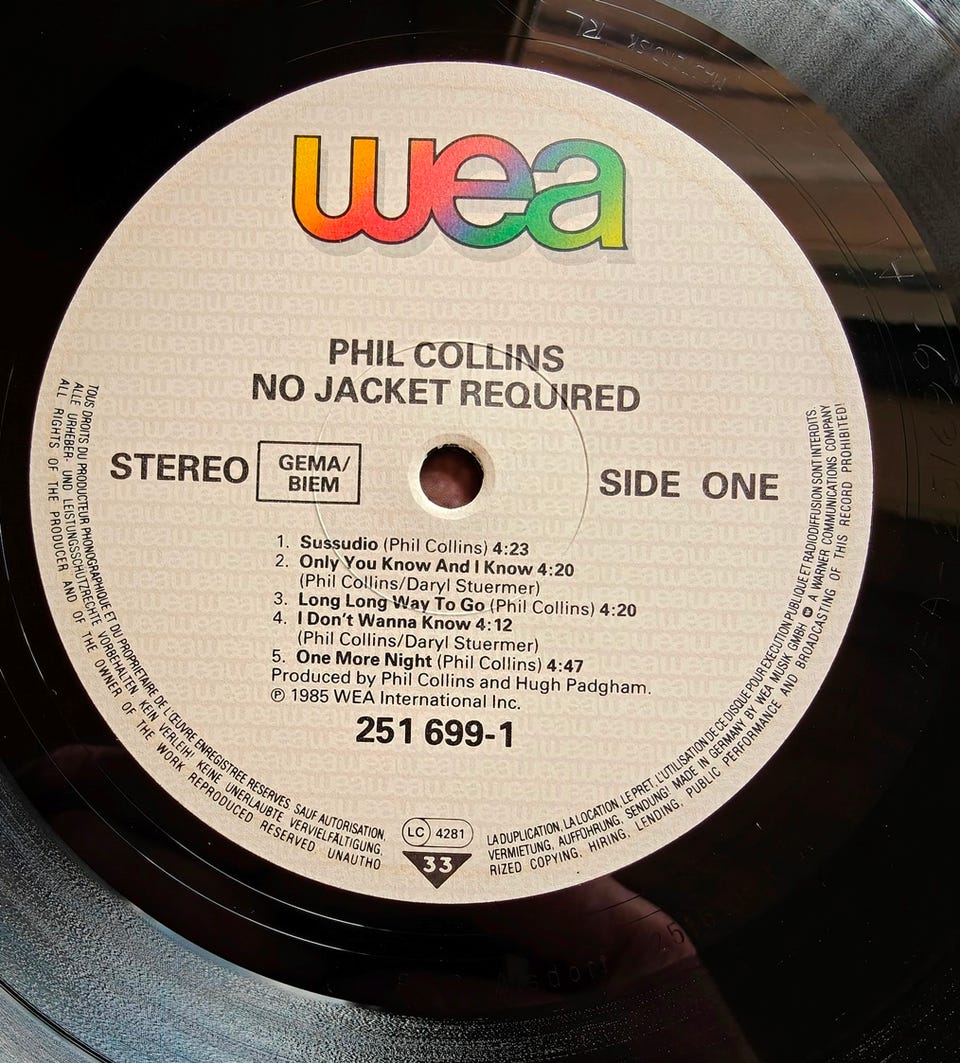 wea
PHIL COLLINS
NO JACKET REQUIRED
STEREO
GEMA/
BIEM
SIDE ONE
1. Sussudio (Phil Collins) 4:23
2. Only You Know And I Know 4:20
(Phil Collins/Daryl Stuermer)
3. Long Long Way To Go (Phil Collins) 4:20
4. I Don't Wanna Know 4:12
(Phil Collins/Daryl Stuermer)
5. One More Night (Phil Collins) 4:47
Produced by Phil Collins and Hugh Padgham.
℗ 1985 WEA International Inc.
251 699-1
LC 4281
33
TOUS DROITS DU PRODUCTEUR PHONOGRAPHIQUE ET DU PROPRIETAIRE DE L'ŒUVRE ENREGISTREE RESERVES. SAUF AUTORISATION, LA DUPLICATION, LA LOCATION, LE PRET, L'UTILISATION DE CE DISQUE POUR EXECUTION PUBLIQUE ET RADIODIFFUSION SONT INTERDITS.
ALLE URHEBER- UND LEISTUNGSSCHUTZRECHTE VORBEHALTEN. KEIN VERLEIH! KEINE UNERLAUBTE VERVIELFÄLTIGUNG, VERMIETUNG, AUFFÜHRUNG, SENDUNG! MADE IN GERMANY BY WEA MUSIK GMBH A WARNER COMMUNICATIONS COMPANY
ALL RIGHTS OF THE PRODUCER AND OF THE OWNER OF THE WORK REPRODUCED RESERVED UNAUTHORIZED COPYING, HIRING, LENDING, PUBLIC PERFORMANCE AND BROADCASTING OF THIS RECORD PROHIBITED!